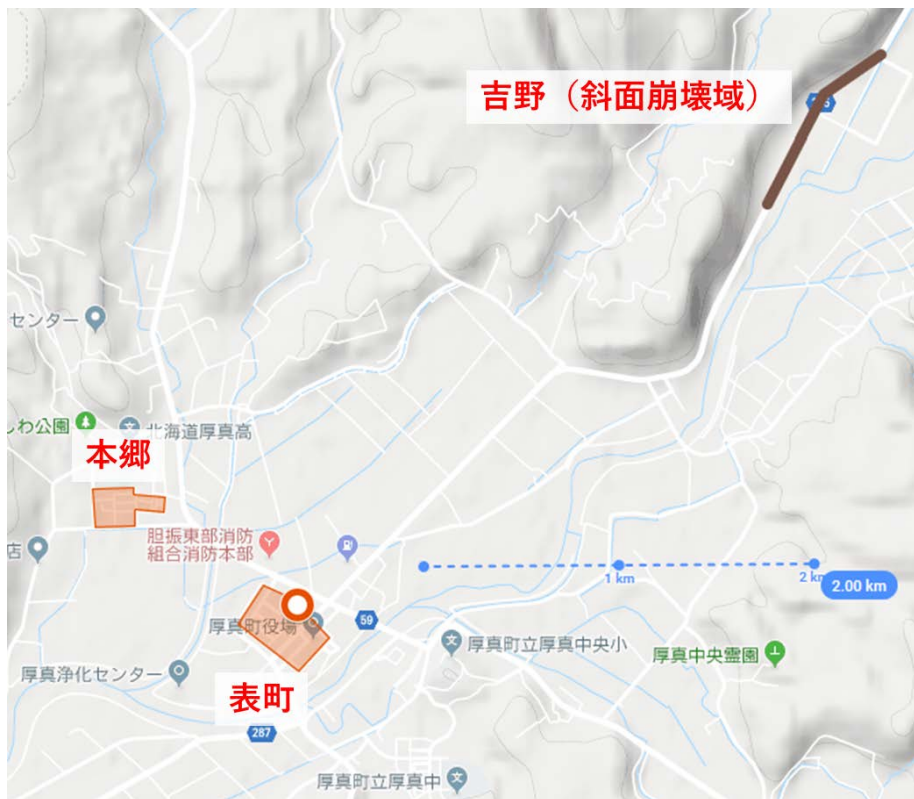 吉野（斜面崩壊域）
センター
しわ公園
北海道厚真高
本郷
店
胆振東部消防
組合消防本部
1 km
2 km
2.00 km
59
厚真町役場
厚真町立厚真中央小
厚真中央霊園
厚真浄化センター
表町
287
厚真町立厚真中